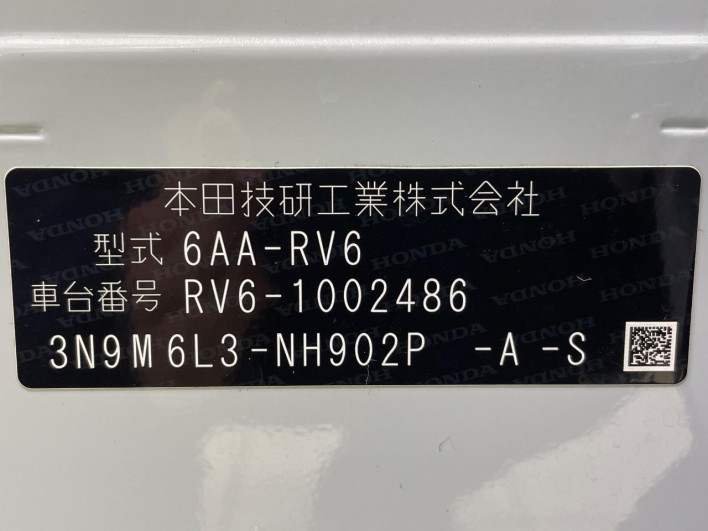 本田技研工業株式会社
型式 6AA-RV6
車台番号 RV6-1002486
3N9M6L3-NH902P -A-S